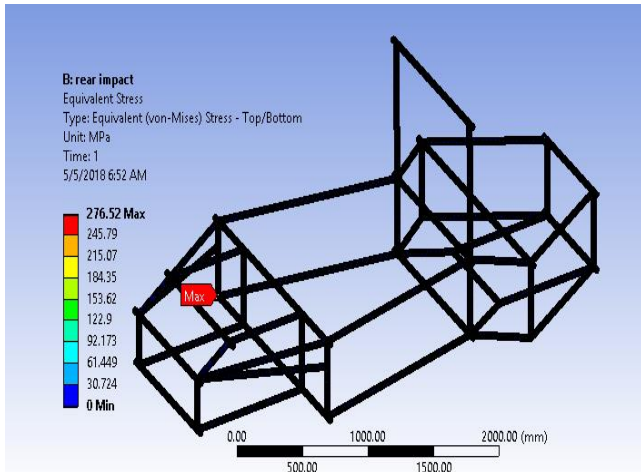 B: rear impact
Equivalent Stress
Type: Equivalent (von-Mises) Stress - Top/Bottom
Unit: MPa
Time: 1
5/5/2018 6:52 AM
276.52 Max
245.79
215.07
184.35
153.62
122.9
92.173
61.449
30.724
0 Min
Max
0.00 1000.00 2000.00 (mm)
500.00 1500.00